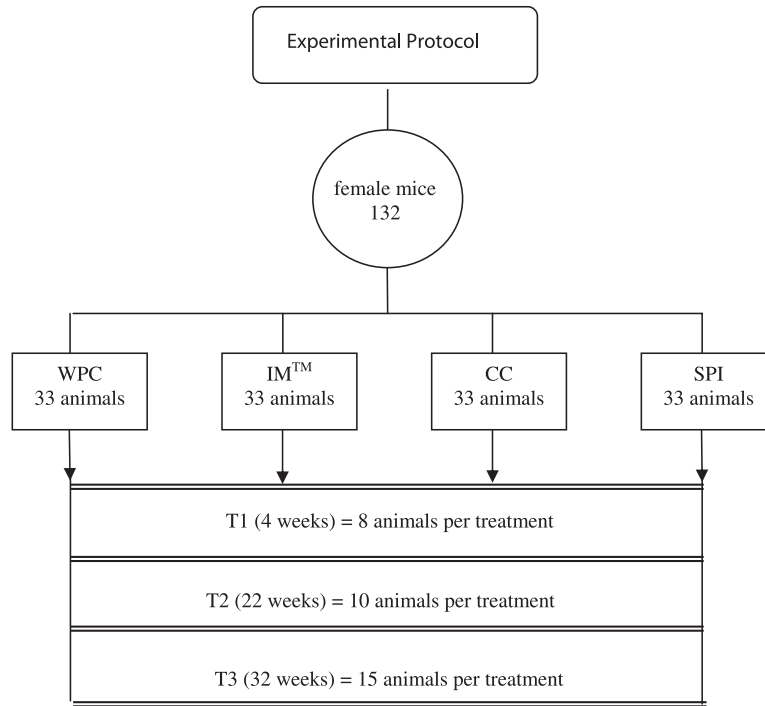 Experimental Protocol
female mice
132
WPC
33 animals
IM™
33 animals
CC
33 animals
SPI
33 animals
T1 (4 weeks) = 8 animals per treatment
T2 (22 weeks) = 10 animals per treatment
T3 (32 weeks) = 15 animals per treatment